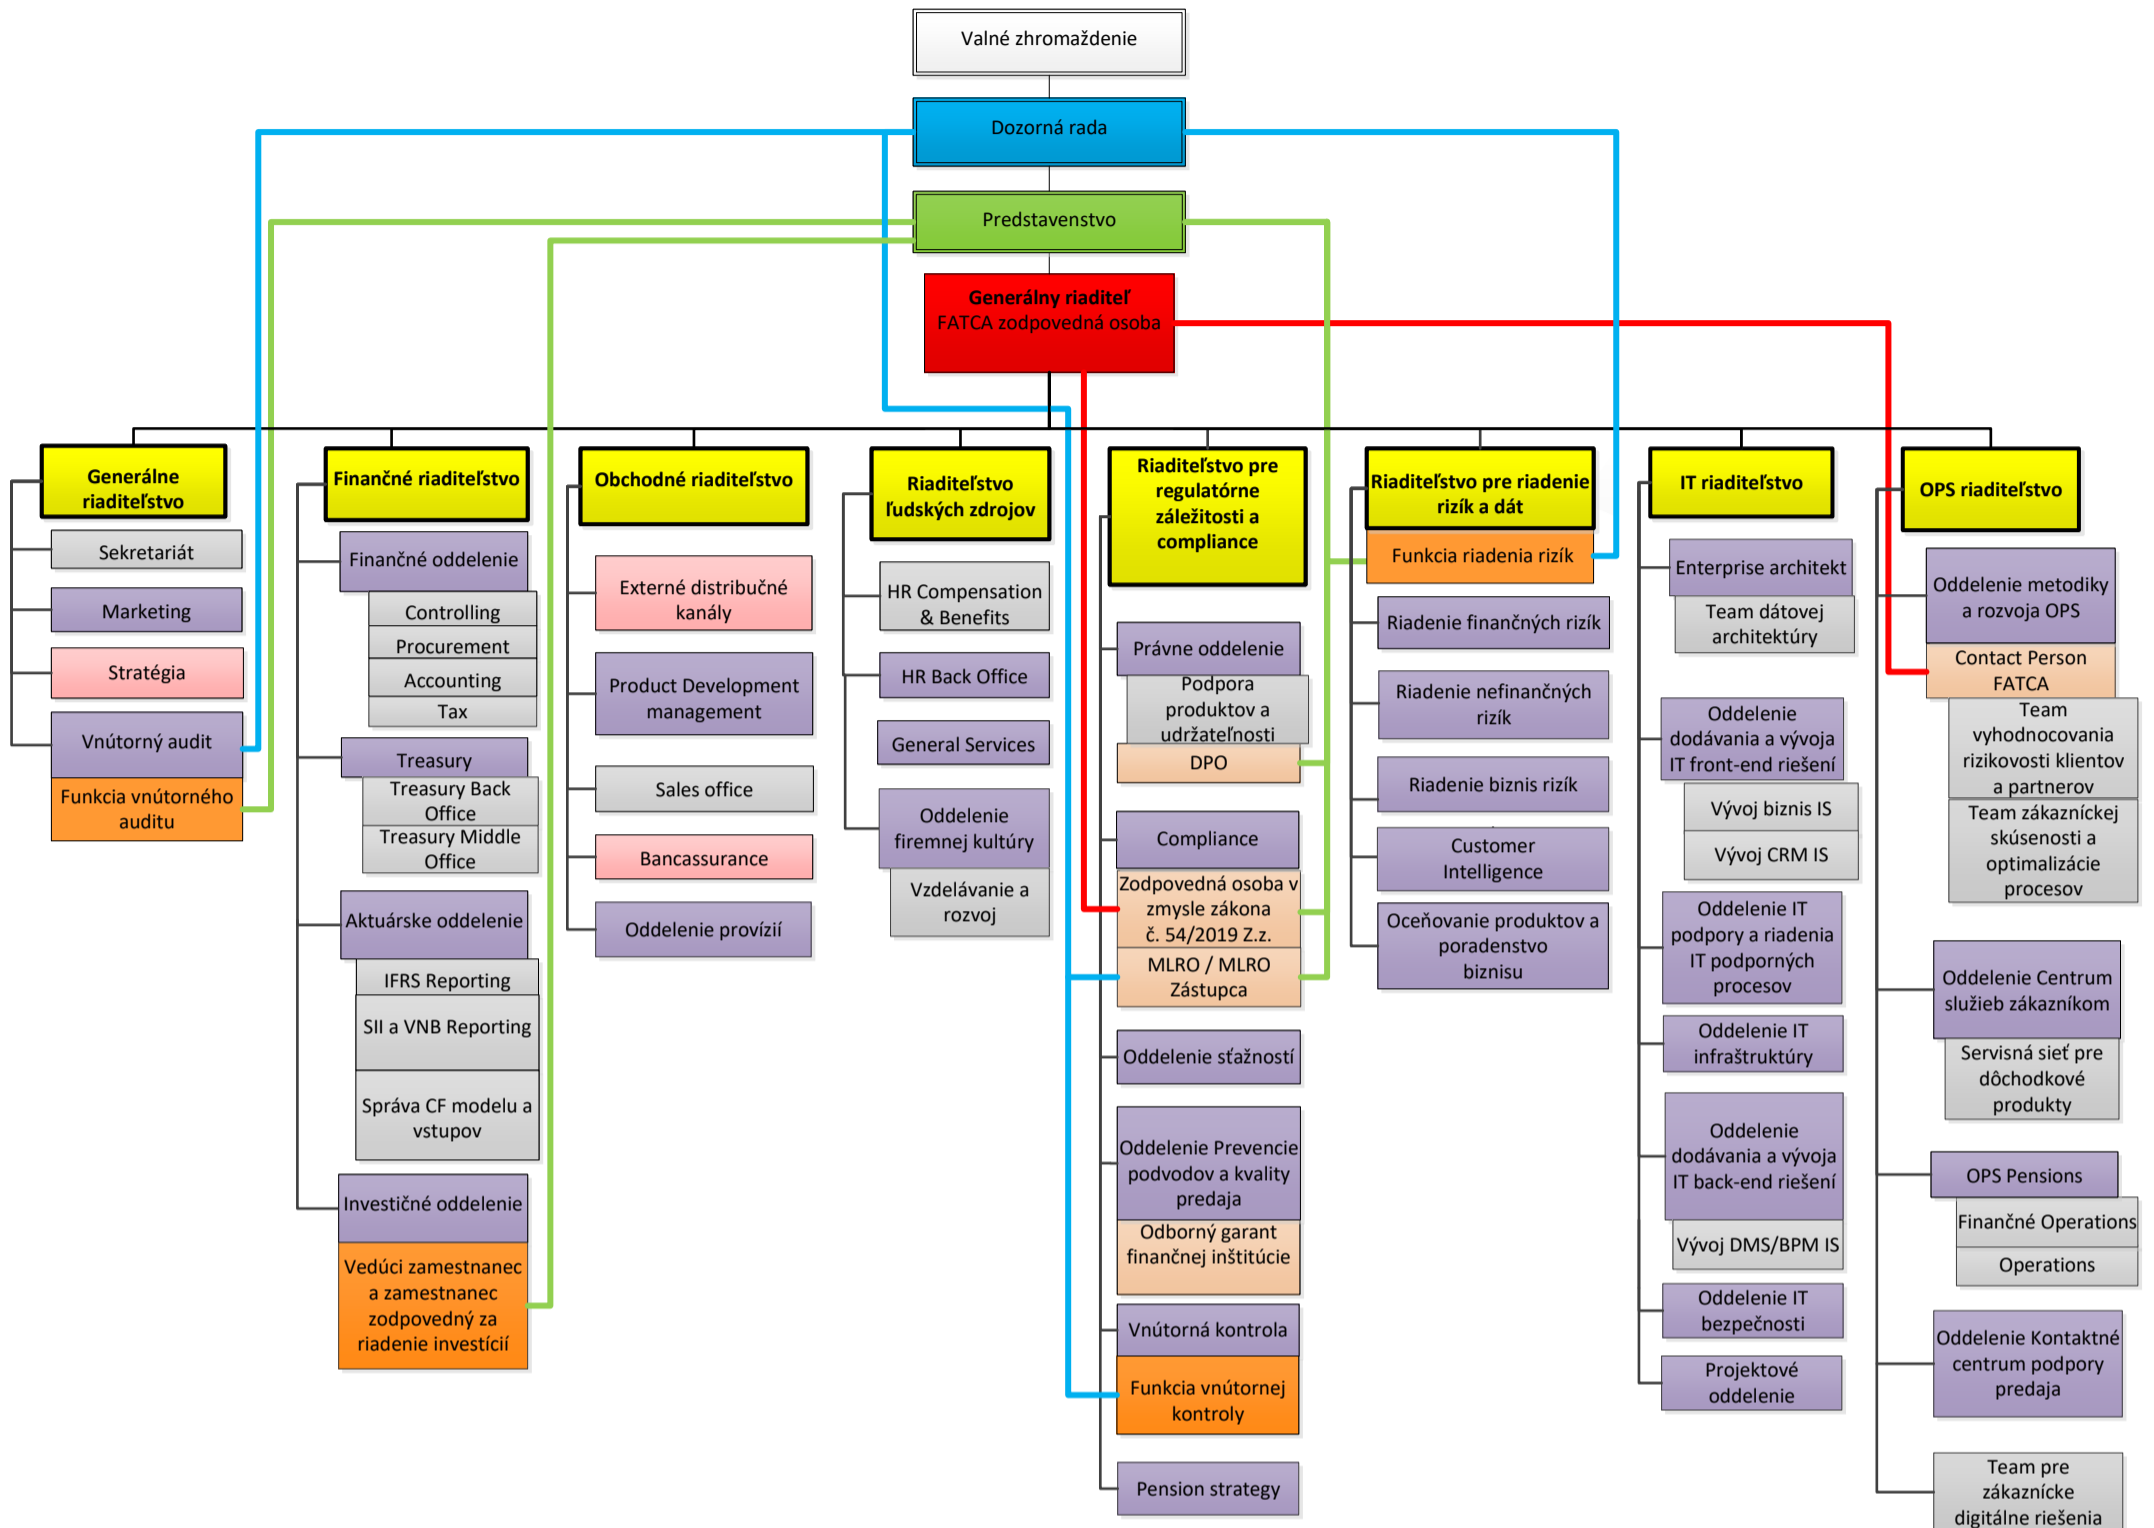 Valné zhromaždenie
Dozorná rada
Predstavenstvo
Generálny riaditeľ
FATCA zodpovedná osoba
Generálne
riaditeľstvo
Sekretariát
Marketing
Stratégia
Vnútorný audit
Funkcia vnútorného
auditu
Finančné riaditeľstvo
Finančné oddelenie
Controlling
Procurement
Accounting
Tax
Treasury
Treasury Back
Office
Treasury Middle
Office
Aktuárske oddelenie
IFRS Reporting
SII a VNB Reporting
Správa CF modelu a
vstupov
Investičné oddelenie
Vedúci zamestnanec
a zamestnanec
zodpovedný za
riadenie investícií
Obchodné riaditeľstvo
Externé distribučné
kanály
Product Development
management
Sales office
Bancassurance
Oddelenie provízií
Riaditeľstvo
ľudských zdrojov
HR Compensation
& Benefits
HR Back Office
General Services
Oddelenie
firemnej kultúry
Vzdelávanie a
rozvoj
Riaditeľstvo pre
regulatórne
záležitosti a
compliance
Právne oddelenie
Podpora
produktov a
udržateľnosti
DPO
Compliance
Zodpovedná osoba v
zmysle zákona
č. 54/2019 Z.z.
MLRO / MLRO
Zástupca
Oddelenie sťažností
Oddelenie Prevencie
podvodov a kvality
predaja
Odborný garant
finančnej inštitúcie
Vnútorná kontrola
Funkcia vnútornej
kontroly
Pension strategy
Riaditeľstvo pre riadenie
rizík a dát
Funkcia riadenia rizík
Riadenie finančných rizík
Riadenie nefinančných
rizík
Riadenie biznis rizík
Customer
Intelligence
Oceňovanie produktov a
poradenstvo
biznisu
IT riaditeľstvo
Enterprise architekt
Team dátovej
architektúry
Oddelenie
dodávania a vývoja
IT front-end riešení
Vývoj biznis IS
Vývoj CRM IS
Oddelenie IT
podpory a riadenia
IT podporných
procesov
Oddelenie IT
infraštruktúry
Oddelenie
dodávania a vývoja
IT back-end riešení
Vývoj DMS/BPM IS
Oddelenie IT
bezpečnosti
Projektové
oddelenie
OPS riaditeľstvo
Oddelenie metodiky
a rozvoja OPS
Contact Person
FATCA
Team
vyhodnocovania
rizikovosti klientov
a partnerov
Team zákazníckej
skúsenosti a
optimalizácie
procesov
Oddelenie Centrum
služieb zákazníkom
Servisná sieť pre
dôchodkové
produkty
OPS Pensions
Finančné Operations
Operations
Oddelenie Kontaktné
centrum podpory
predaja
Team pre
zákaznícke
digitálne riešenia